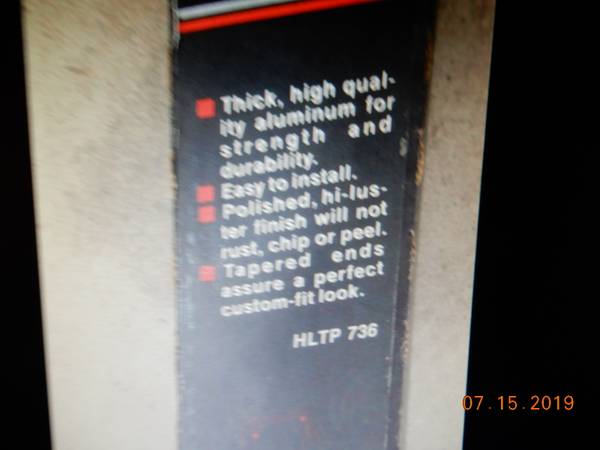 Thick, high qual-
ity aluminum for
strength and
durability.
Easy to install.
Polished, hi-lus-
ter finish will not
rust, chip or peel.
Tapered ends
assure a perfect
custom-fit look.
HLTP 736
07.15.2019